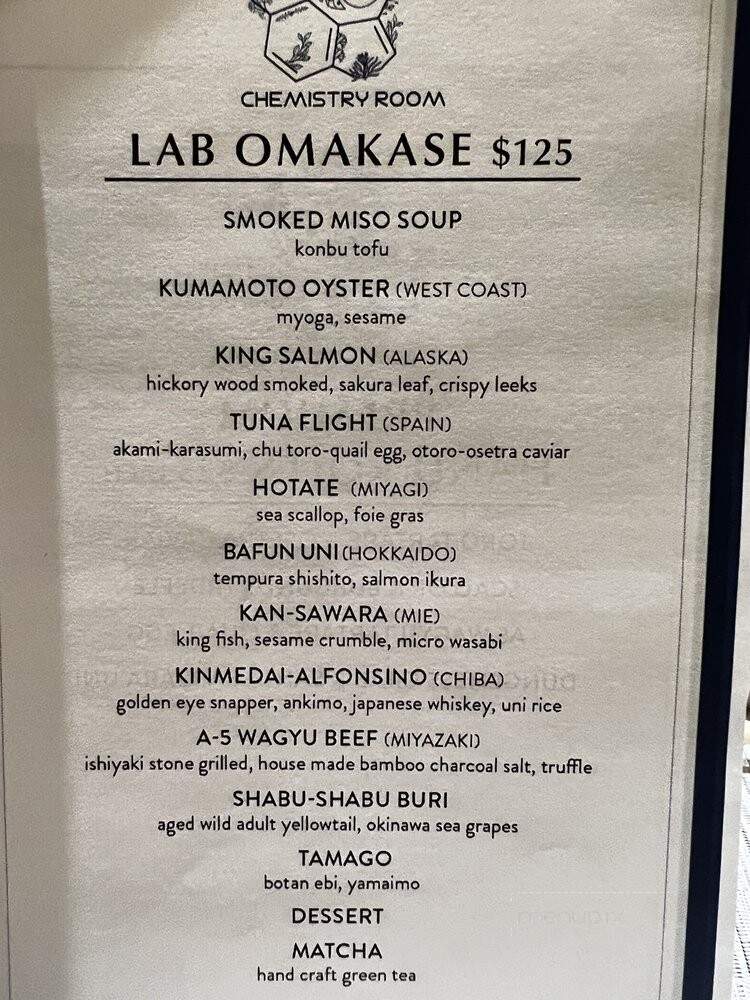 CHEMISTRY ROOM
LAB OMAKASE $125
SMOKED MISO SOUP
konbu tofu
KUMAMOTO OYSTER (WEST COAST)
myoga, sesame
KING SALMON (ALASKA)
hickory wood smoked, sakura leaf, crispy leeks
TUNA FLIGHT (SPAIN)
akami-karasumi, chu toro-quail egg, otoro-osetra caviar
HOTATE (MIYAGI)
sea scallop, foie gras
BAFUN UNI (HOKKAIDO)
tempura shishito, salmon ikura
KAN-SAWARA (MIE)
king fish, sesame crumble, micro wasabi
KINMEDAI-ALFONSINO (CHIBA)
golden eye snapper, ankimo, japanese whiskey, uni rice
A-5 WAGYU BEEF (MIYAZAKI)
ishiyaki stone grilled, house made bamboo charcoal salt, truffle
SHABU-SHABU BURI
aged wild adult yellowtail, okinawa sea grapes
TAMAGO
botan ebi, yamaimo
DESSERT
MATCHA
hand craft green tea